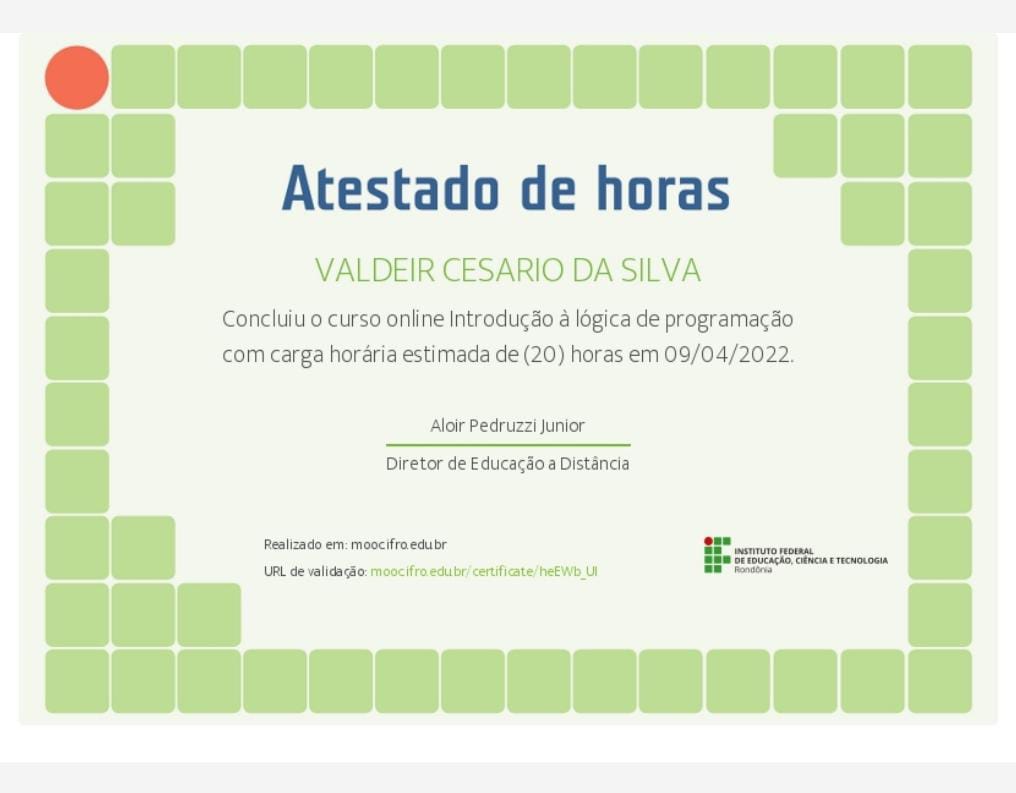 Atestado de horas
VALDEIR CESARIO DA SILVA
Concluiu o curso online Introdução à lógica de programação
com carga horária estimada de (20) horas em 09/04/2022.
Aloir Pedruzzi Junior
Diretor de Educação a Distância
Realizado em: moocifro.edu.br
URL de validação: moocifro.edu.br/certificate/heEWb_UI
INSTITUTO FEDERAL
DE EDUCAÇÃO, CIÊNCIA E TECNOLOGIA
Rondônia